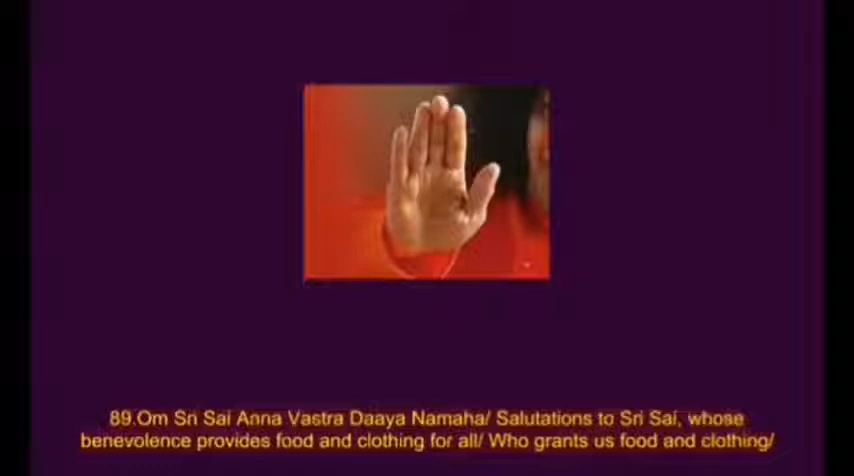 89.Om Sri Sai Anna Vastra Daaya Namaha/ Salutations to Sri Sai, whose
benevolence provides food and clothing for all/ Who grants us food and clothing/